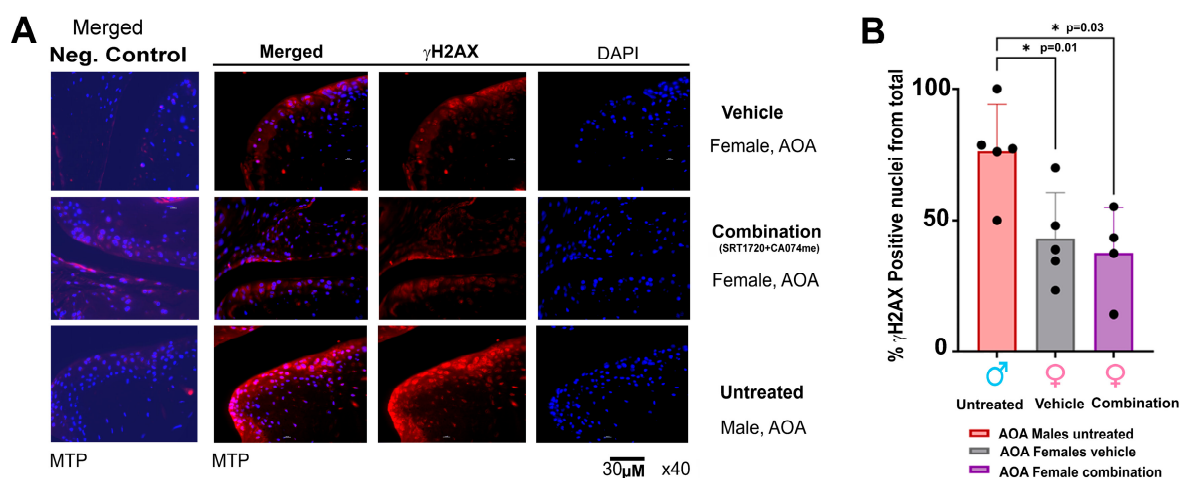 A
Merged
Neg. Control
Merged
γH2AX
DAPI
Vehicle
Female, AOA
Combination
(SRT1720+CA074me)
Female, AOA
Untreated
Male, AOA
MTP
MTP
30μM
x40
B
* p=0.03
* p=0.01
% γH2AX Positive nuclei from total
100
50
0
♂
♀
♀
Untreated
Vehicle
Combination
AOA Males untreated
AOA Females vehicle
AOA Female combination